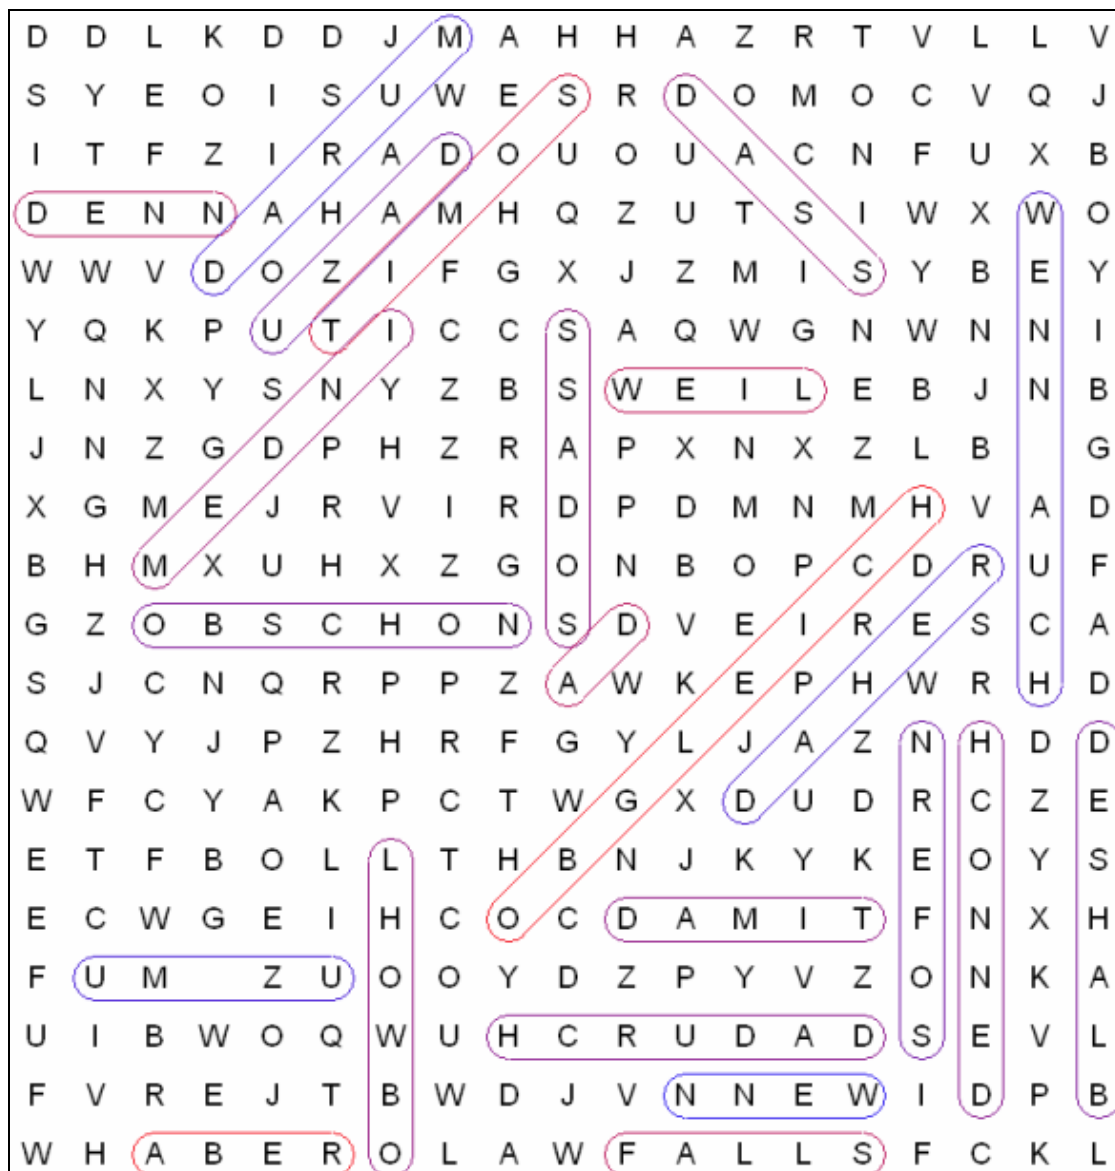 D D L K D D J M A H H A Z R T V L L V
S Y E O I S U W E S R D O M O C V Q J
I T F Z I R A D O U O U A C N F U X B
D E N N A H A M H Q Z U T S I W X W O
W W V D O Z I F G X J Z M I S Y B E Y
Y Q K P U T I C C S A Q W G N W N N I
L N X Y S N Y Z B S W E I L E B J N B
J N Z G D P H Z R A P X N X Z L B G
X G M E J R V I R D P D M N M H V A D
B H M X U H X Z G O N B O P C D R U F
G Z O B S C H O N S D V E I R E S C A
S J C N Q R P P Z A W K E P H W R H D
Q V Y J P Z H R F G Y L J A Z N H D D
W F C Y A K P C T W G X D U D R C Z E
E T F B O L L T H B N J K Y K E O Y S
E C W G E I H C O C D A M I T F N X H
F U M Z U O O Y D Z P Y V Z O N K A
U I B W O Q W U H C R U D A D S E V L
F V R E J T B W D J V N N E W I D P B
W H A B E R O L A W F A L L S F C K L